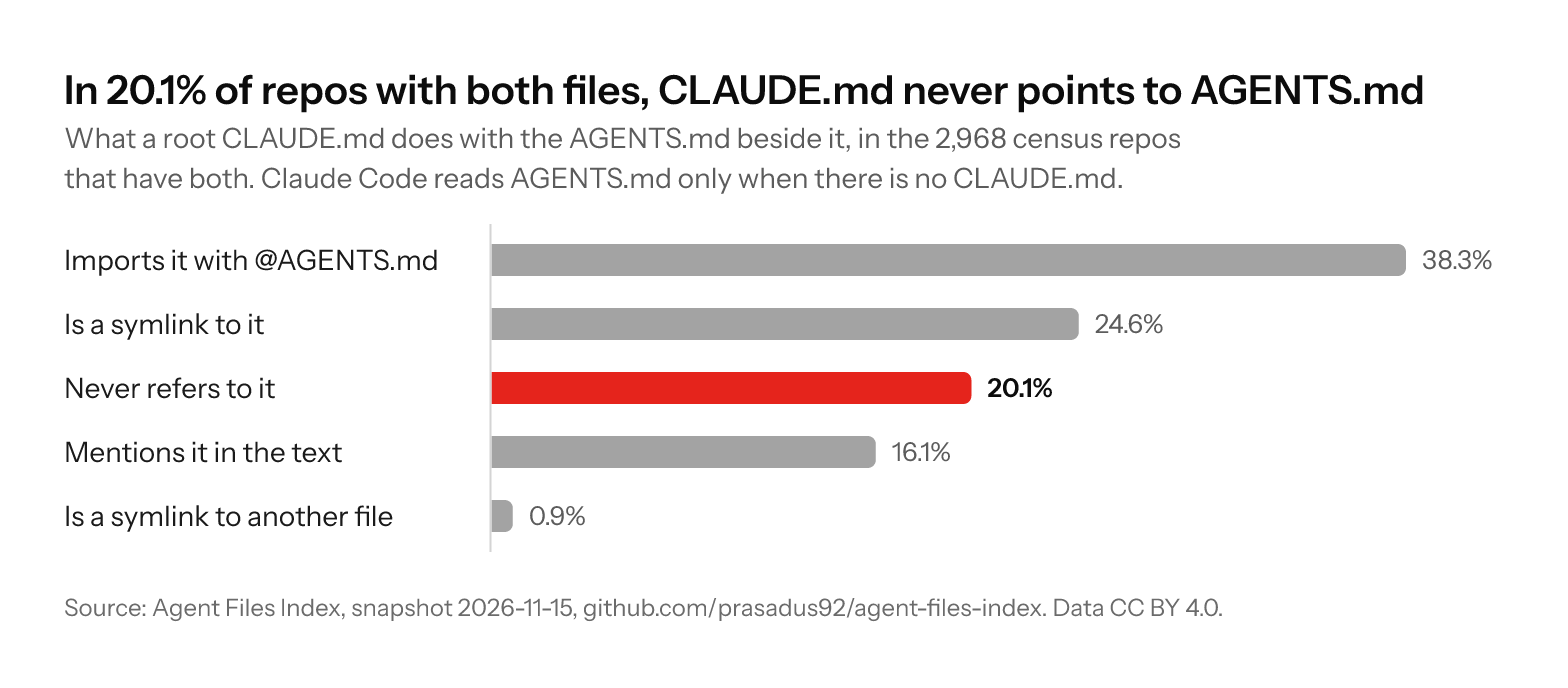 In 20.1% of repos with both files, CLAUDE.md never points to AGENTS.md
What a root CLAUDE.md does with the AGENTS.md beside it, in the 2,968 census repos
that have both. Claude Code reads AGENTS.md only when there is no CLAUDE.md.
Imports it with @AGENTS.md 38.3%
Is a symlink to it 24.6%
Never refers to it 20.1%
Mentions it in the text 16.1%
Is a symlink to another file 0.9%
Source: Agent Files Index, snapshot 2026-11-15, github.com/prasadus92/agent-files-index. Data CC BY 4.0.